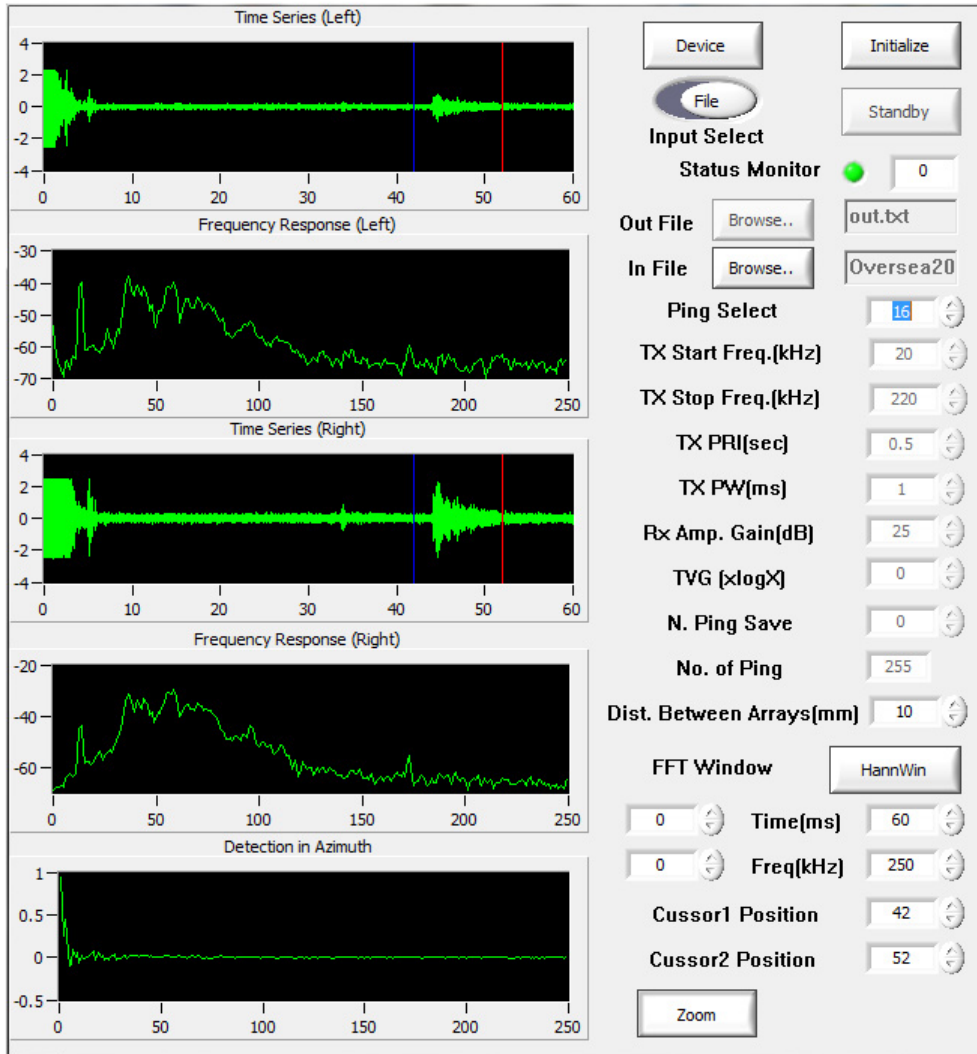 Time Series (Left)
4
2
0
-2
-4
0 10 20 30 40 50 60
Frequency Response (Left)
-30
-40
-50
-60
-70
0 50 100 150 200 250
Time Series (Right)
4
2
0
-2
-4
0 10 20 30 40 50 60
Frequency Response (Right)
-20
-40
-60
0 50 100 150 200 250
Detection in Azimuth
1
0.5
0
-0.5
0 50 100 150 200 250
Device Initialize
File Standby
Input Select
Status Monitor 0
Out File Browse.. out.txt
In File Browse.. Oversea20
Ping Select 16
TX Start Freq.(kHz) 20
TX Stop Freq.(kHz) 220
TX PRI(sec) 0.5
TX PW(ms) 1
Rx Amp. Gain(dB) 25
TVG (xlogX) 0
N. Ping Save 0
No. of Ping 255
Dist. Between Arrays(mm) 10
FFT Window HannWin
0 Time(ms) 60
0 Freq(kHz) 250
Cussor1 Position 42
Cussor2 Position 52
Zoom